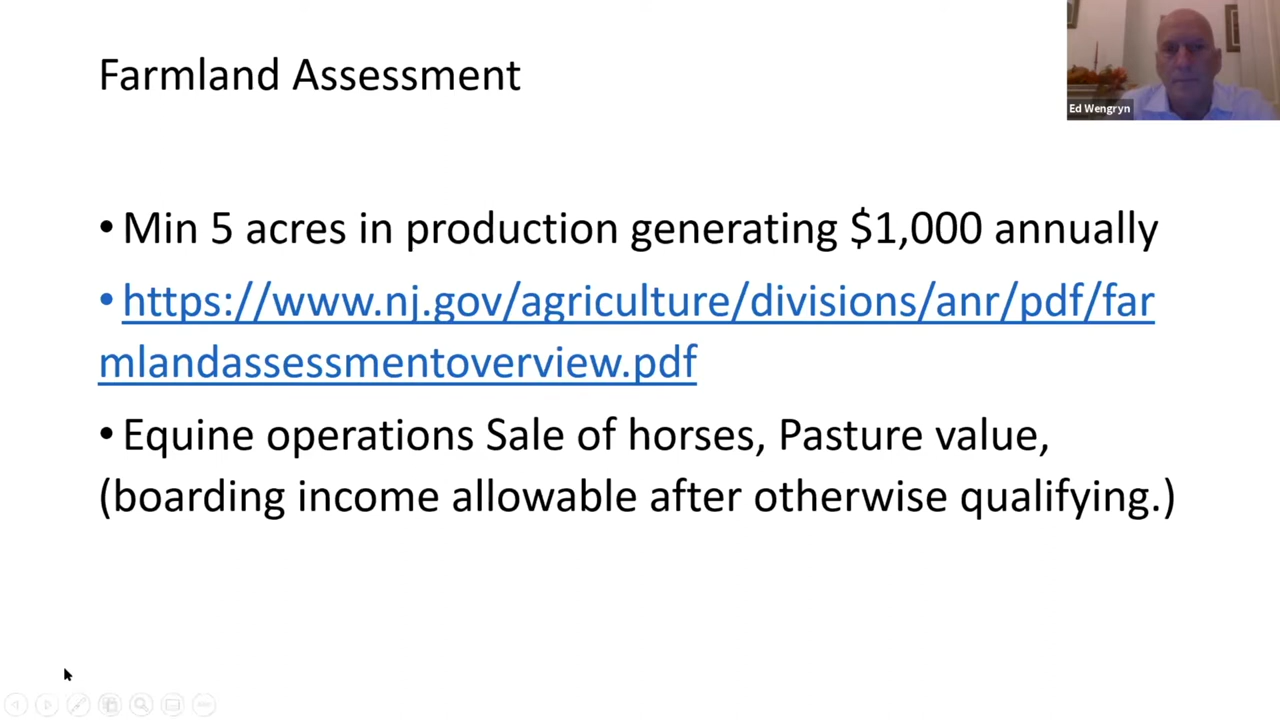 Farmland Assessment
Ed Wengryn
• Min 5 acres in production generating $1,000 annually
• https://www.nj.gov/agriculture/divisions/anr/pdf/far
mlandassessmentoverview.pdf
• Equine operations Sale of horses, Pasture value,
(boarding income allowable after otherwise qualifying.)